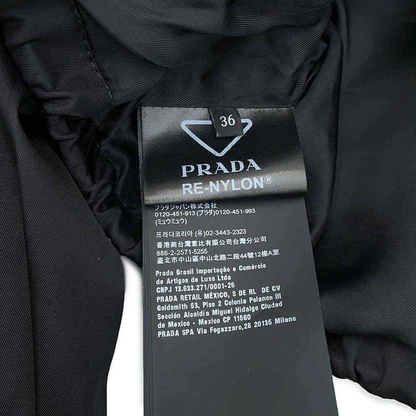 36
PRADA
RE-NYLON®
プラダジャパン株式会社
0120-451-913 (プラダ) 0120-451-993
(ミュウミュウ)
프라다코리아(유) 02-3443-2323
香港商台灣意比有限公司台灣分公司
886-2-2571-5255
臺北市中山區中山北路二段44號12樓A室
Prada Brasil Importação e Comércio
de Artigos de Luxo Ltda
CNPJ 13.633.271/0001-26
PRADA RETAIL MÉXICO, S DE RL DE CV
Goldsmith 53, Piso 2 Colonia Polanco III
Sección Alcaldia Miguel Hidalgo Ciudad
de Mexico - Mexico CP 11560
PRADA SPA Via Fogazzaro,28 20135 Milano